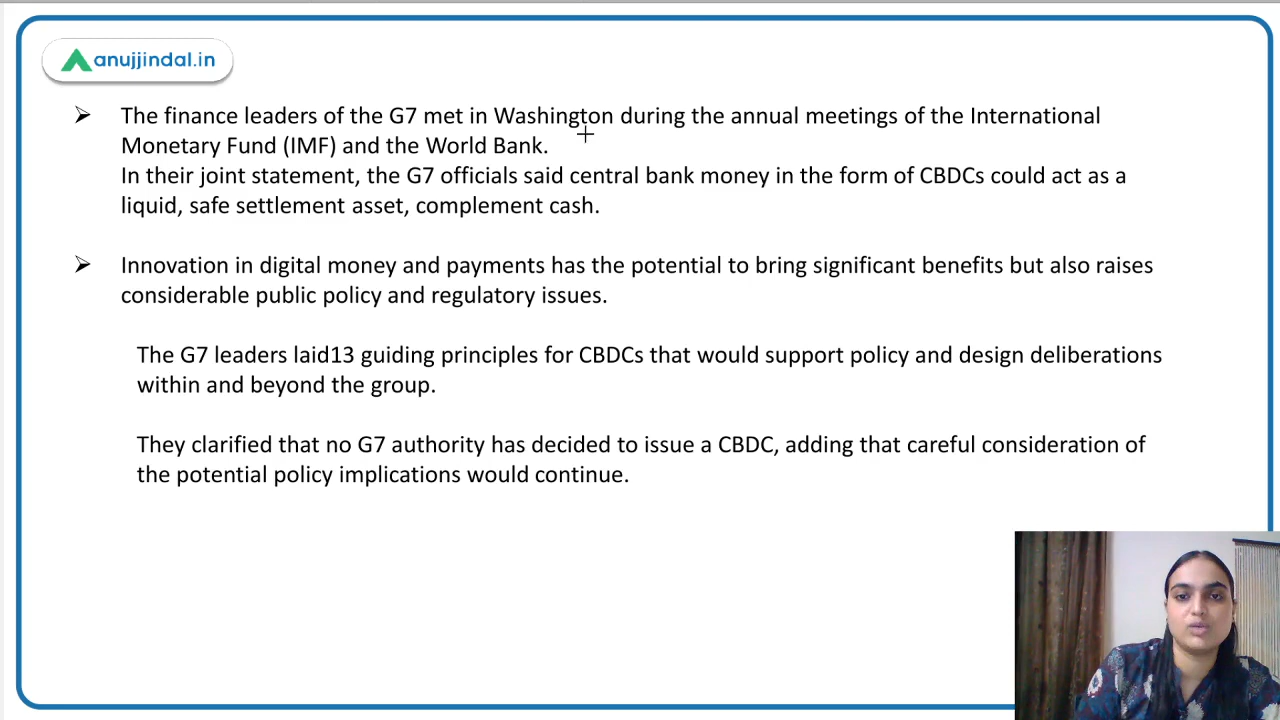 anujjindal.in
➢ The finance leaders of the G7 met in Washington during the annual meetings of the International
Monetary Fund (IMF) and the World Bank.
In their joint statement, the G7 officials said central bank money in the form of CBDCs could act as a
liquid, safe settlement asset, complement cash.
➢ Innovation in digital money and payments has the potential to bring significant benefits but also raises
considerable public policy and regulatory issues.
The G7 leaders laid13 guiding principles for CBDCs that would support policy and design deliberations
within and beyond the group.
They clarified that no G7 authority has decided to issue a CBDC, adding that careful consideration of
the potential policy implications would continue.